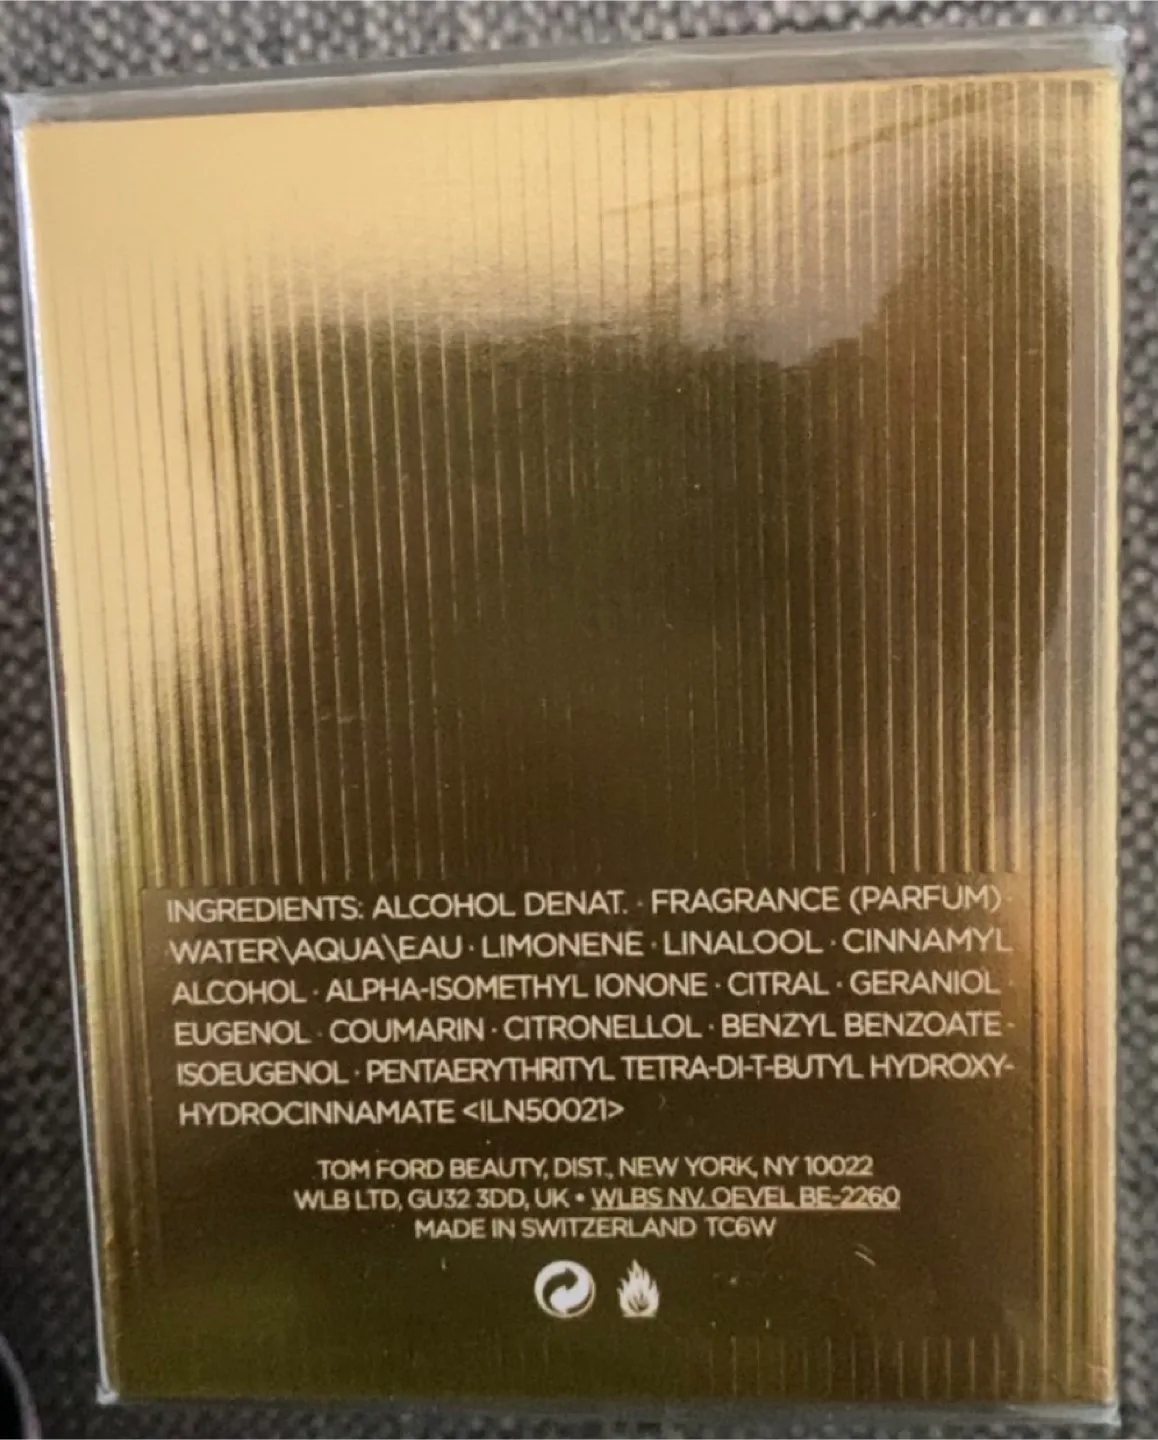 INGREDIENTS: ALCOHOL DENAT. · FRAGRANCE (PARFUM) ·
WATER\AQUA\EAU · LIMONENE · LINALOOL · CINNAMYL
ALCOHOL · ALPHA-ISOMETHYL IONONE · CITRAL · GERANIOL ·
EUGENOL · COUMARIN · CITRONELLOL · BENZYL BENZOATE ·
ISOEUGENOL · PENTAERYTHRITYL TETRA-DI-T-BUTYL HYDROXY-
HYDROCINNAMATE <ILN50021>
TOM FORD BEAUTY, DIST., NEW YORK, NY 10022
WLB LTD, GU32 3DD, UK • WLBS NV. OEVEL BE-2260
MADE IN SWITZERLAND TC6W